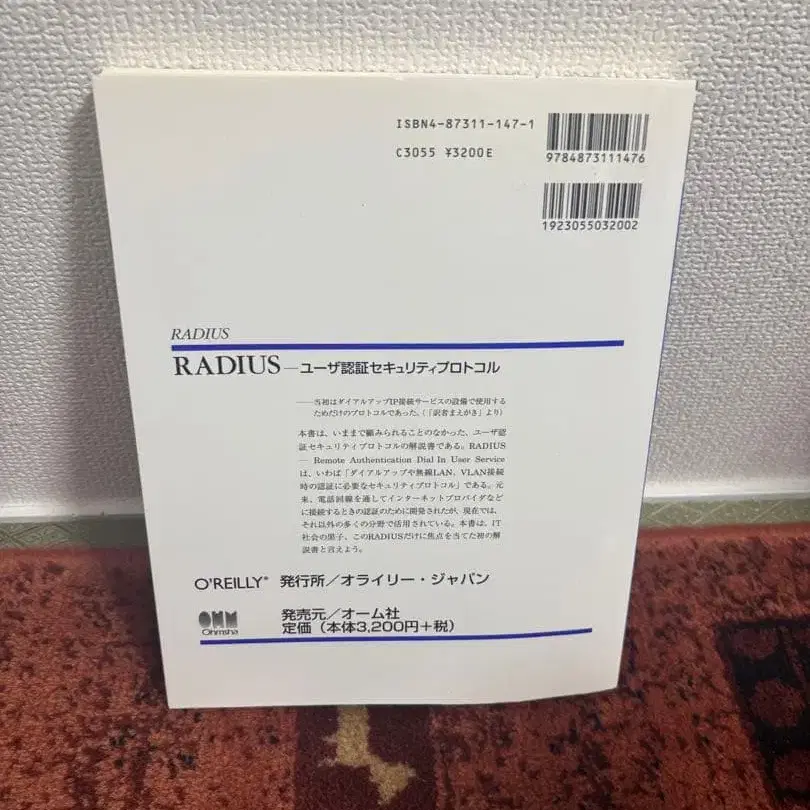 ISBN4-87311-147-1
9784873111476
C3055 ¥3200E
1923055032002
RADIUS
RADIUS—ユーザ認証セキュリティプロトコル
——当初はダイアルアップIP接続サービスの設備で使用する
ためだけのプロトコルであった。(「訳者まえがき」より)
本書は、いままで顧みられることのなかった、ユーザ認
証セキュリティプロトコルの解説書である。RADIUS
— Remote Authentication Dial In User Service
は、いわば「ダイアルアップや無線LAN、VLAN接続
時の認証に必要なセキュリティプロトコル」である。元
来、電話回線を通してインターネットプロバイダなど
に接続するときの認証のために開発されたが、現在では、
それ以外の多くの分野で活用されている。本書は、IT
社会の黒子、このRADIUSだけに焦点を当てた初の解
説書と言えよう。
O'REILLY® 発行所/オライリー・ジャパン
OHM
Ohmsha
発売元/オーム社
定価(本体3,200円+税)